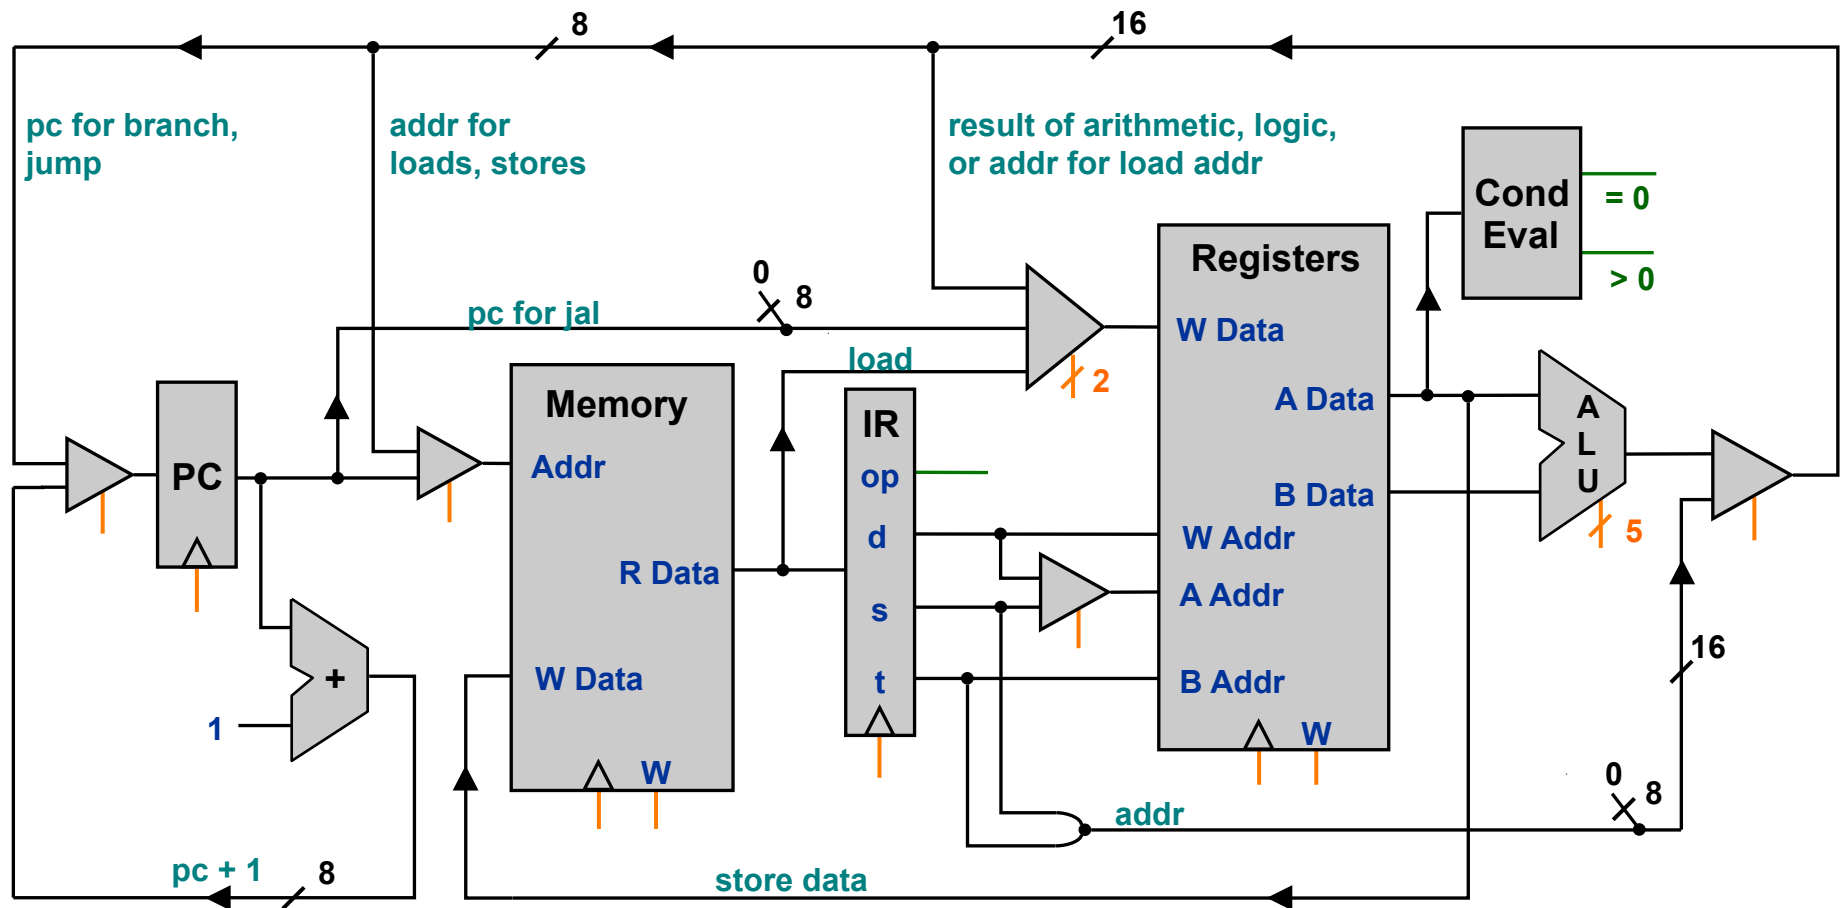 8
16
pc for branch,
jump
addr for
loads, stores
result of arithmetic, logic,
or addr for load addr
Cond
Eval
= 0
> 0
Registers
W Data
A Data
B Data
W Addr
A Addr
B Addr
W
0
8
pc for jal
load
2
Memory
Addr
R Data
W Data
W
IR
op
d
s
t
PC
A
L
U
5
+
1
16
0
8
addr
pc + 1
8
store data